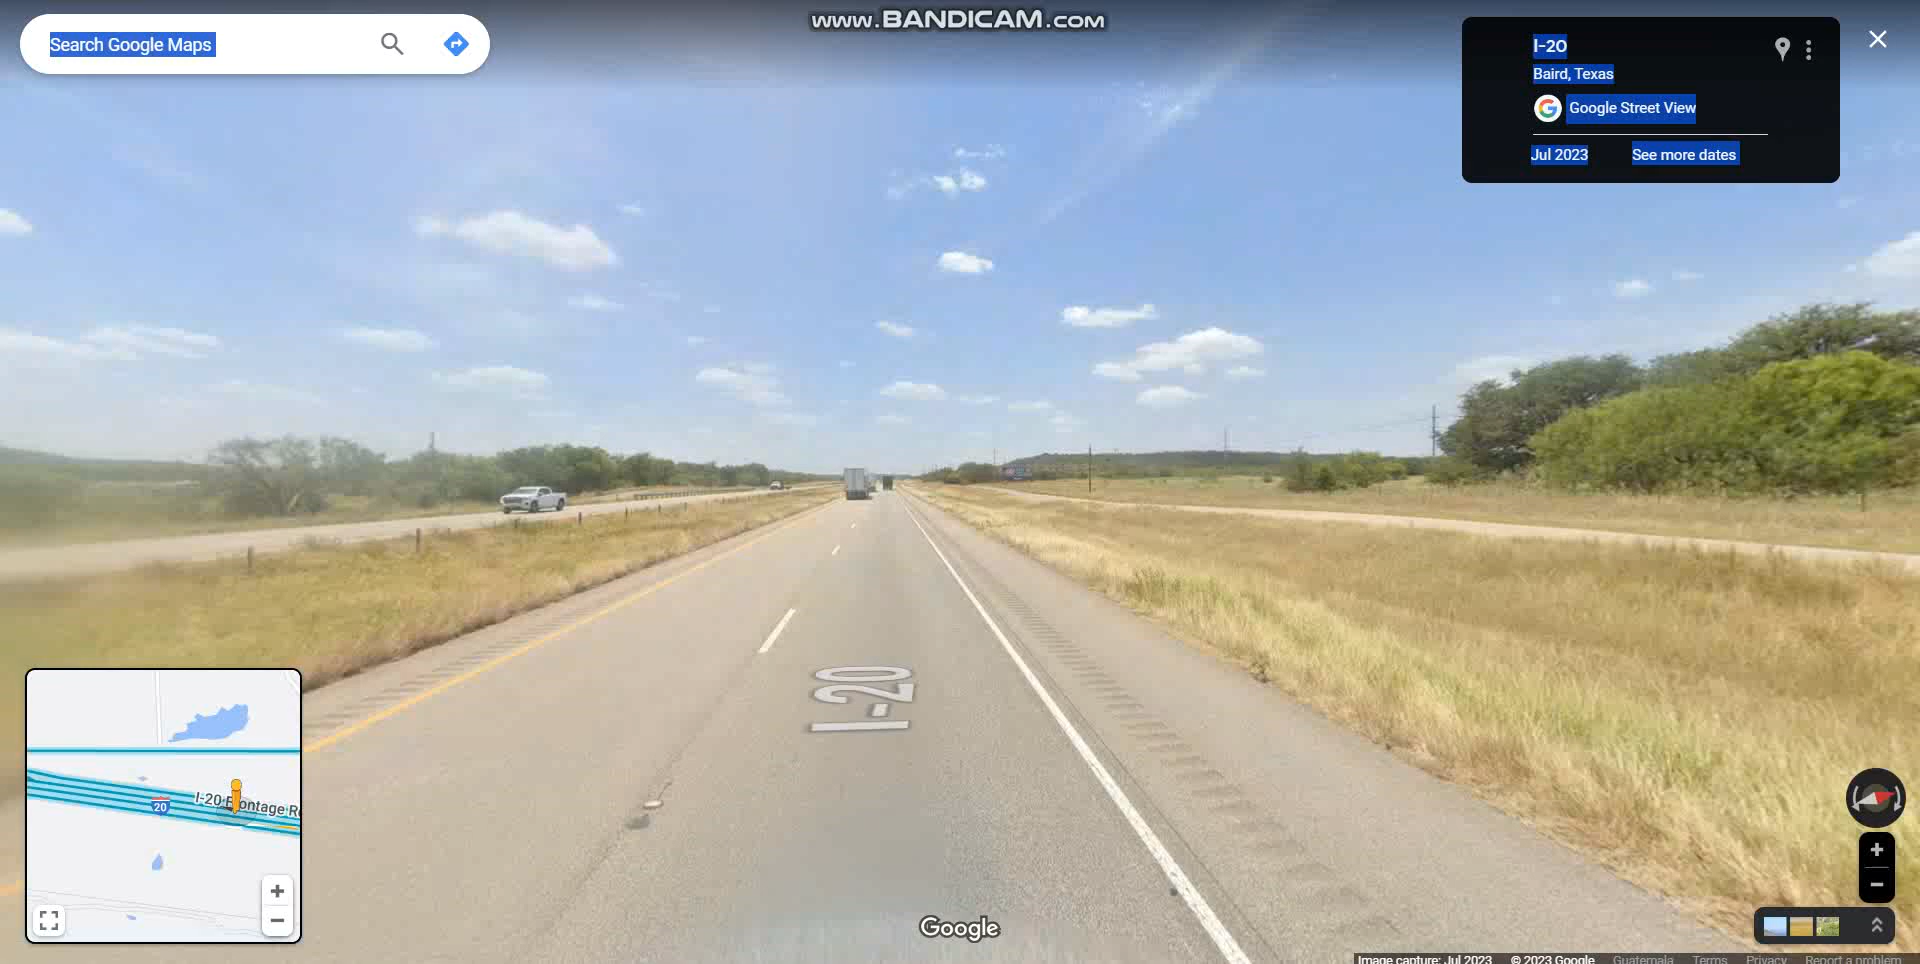 www.BANDICAM.com
Search Google Maps
I-20
Baird, Texas
Google Street View
Jul 2023 See more dates
I-20
20 I-20 Frontage R
Google
Image capture: Jul 2023 © 2023 Google Guatemala Terms Privacy Report a problem